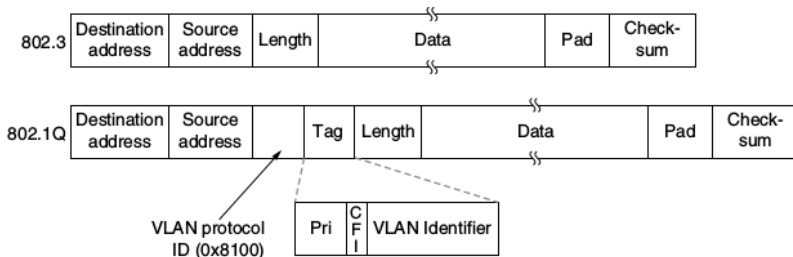 802.3 Destination address Source address Length Data Pad Check-sum
802.1Q Destination address Source address Tag Length Data Pad Check-sum
VLAN protocol
ID (0x8100)
Pri CFI VLAN Identifier